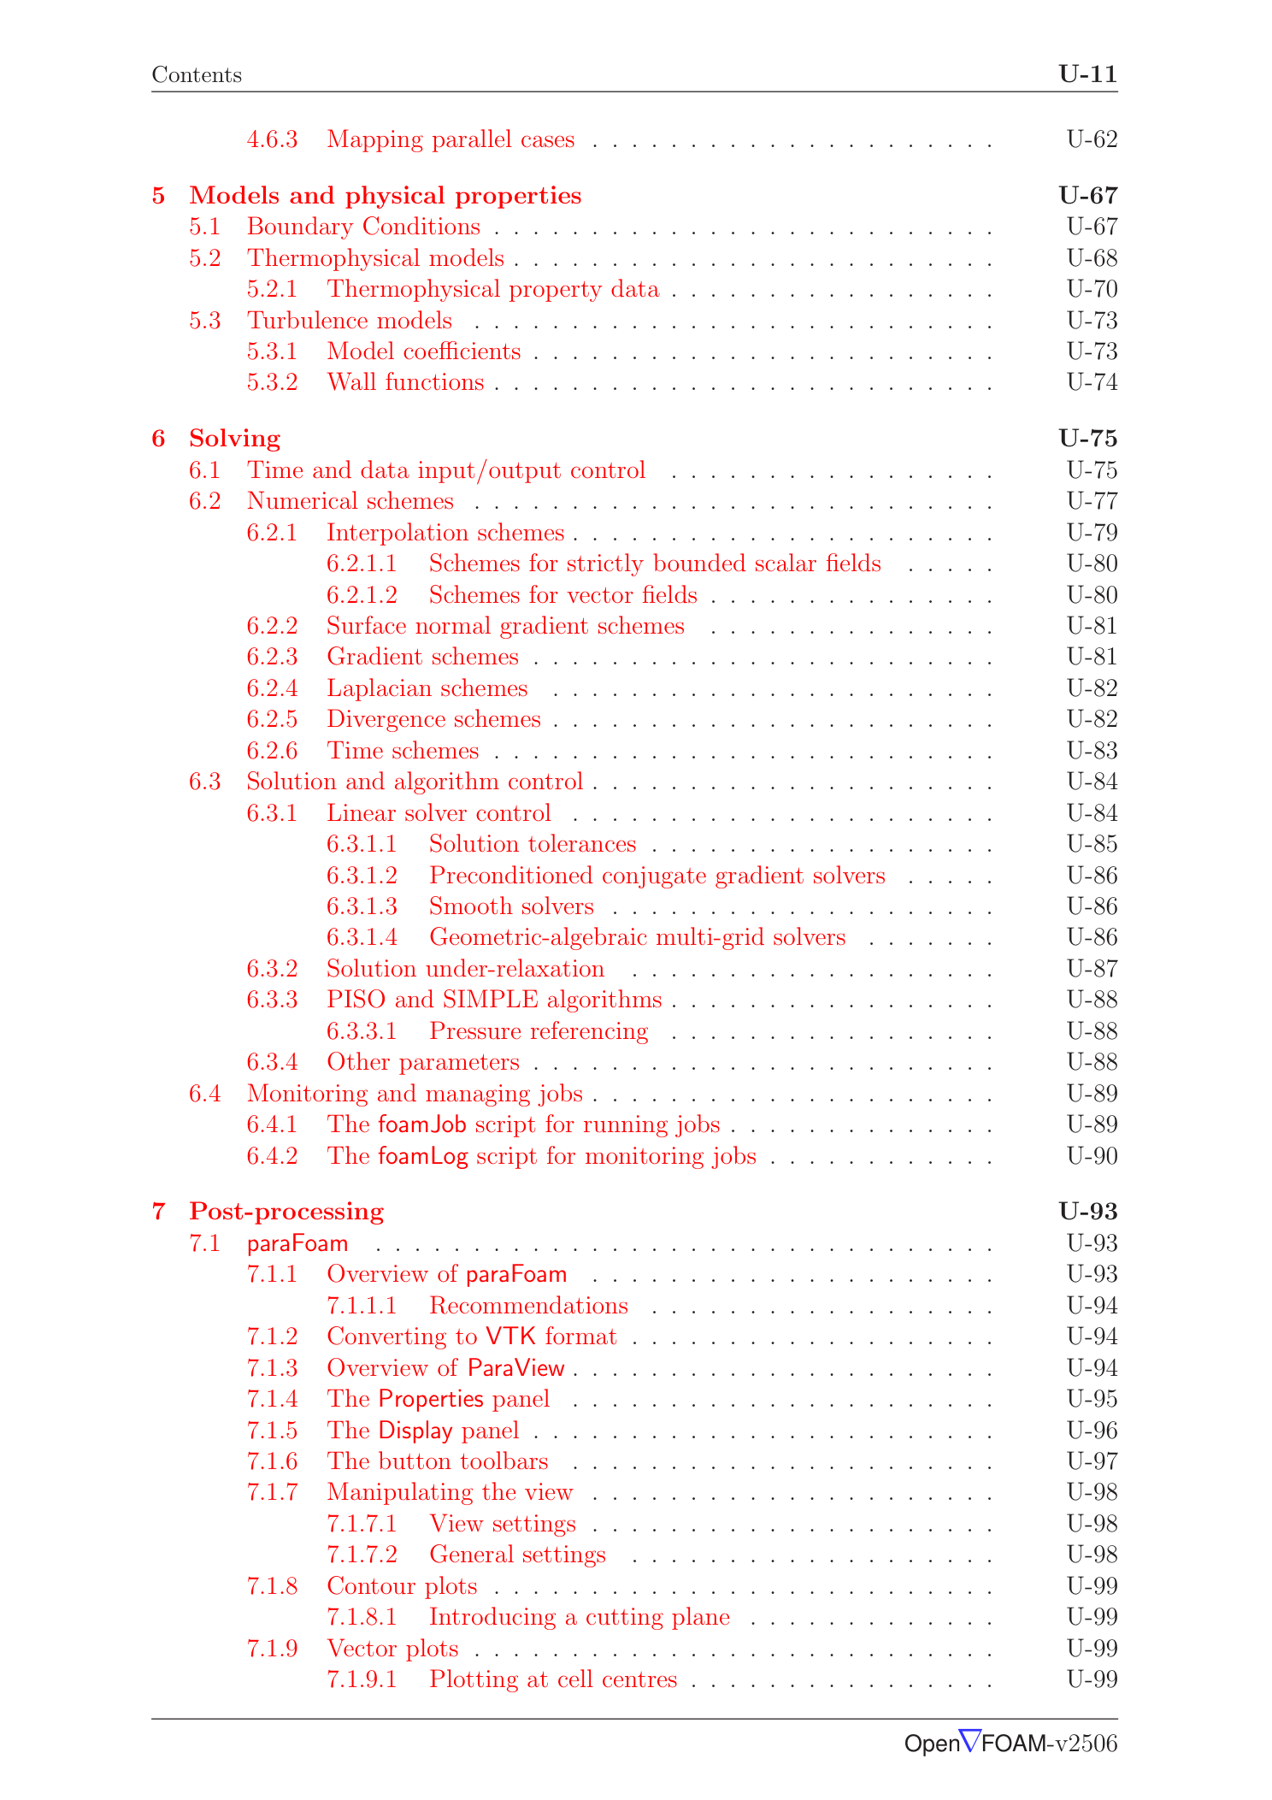 Contents U-11
4.6.3 Mapping parallel cases . . . . . . . . . . . . . . . . . . . . . U-62
5 Models and physical properties U-67
5.1 Boundary Conditions . . . . . . . . . . . . . . . . . . . . . . . . . . U-67
5.2 Thermophysical models . . . . . . . . . . . . . . . . . . . . . . . . . U-68
5.2.1 Thermophysical property data . . . . . . . . . . . . . . . . . U-70
5.3 Turbulence models . . . . . . . . . . . . . . . . . . . . . . . . . . . U-73
5.3.1 Model coefficients . . . . . . . . . . . . . . . . . . . . . . . . U-73
5.3.2 Wall functions . . . . . . . . . . . . . . . . . . . . . . . . . . U-74
6 Solving U-75
6.1 Time and data input/output control . . . . . . . . . . . . . . . . . U-75
6.2 Numerical schemes . . . . . . . . . . . . . . . . . . . . . . . . . . . U-77
6.2.1 Interpolation schemes . . . . . . . . . . . . . . . . . . . . . . U-79
6.2.1.1 Schemes for strictly bounded scalar fields . . . . . U-80
6.2.1.2 Schemes for vector fields . . . . . . . . . . . . . . . U-80
6.2.2 Surface normal gradient schemes . . . . . . . . . . . . . . . U-81
6.2.3 Gradient schemes . . . . . . . . . . . . . . . . . . . . . . . . U-81
6.2.4 Laplacian schemes . . . . . . . . . . . . . . . . . . . . . . . U-82
6.2.5 Divergence schemes . . . . . . . . . . . . . . . . . . . . . . . U-82
6.2.6 Time schemes . . . . . . . . . . . . . . . . . . . . . . . . . . U-83
6.3 Solution and algorithm control . . . . . . . . . . . . . . . . . . . . . U-84
6.3.1 Linear solver control . . . . . . . . . . . . . . . . . . . . . . U-84
6.3.1.1 Solution tolerances . . . . . . . . . . . . . . . . . . U-85
6.3.1.2 Preconditioned conjugate gradient solvers . . . . . U-86
6.3.1.3 Smooth solvers . . . . . . . . . . . . . . . . . . . . U-86
6.3.1.4 Geometric-algebraic multi-grid solvers . . . . . . . U-86
6.3.2 Solution under-relaxation . . . . . . . . . . . . . . . . . . . U-87
6.3.3 PISO and SIMPLE algorithms . . . . . . . . . . . . . . . . . U-88
6.3.3.1 Pressure referencing . . . . . . . . . . . . . . . . . U-88
6.3.4 Other parameters . . . . . . . . . . . . . . . . . . . . . . . . U-88
6.4 Monitoring and managing jobs . . . . . . . . . . . . . . . . . . . . . U-89
6.4.1 The foamJob script for running jobs . . . . . . . . . . . . . . U-89
6.4.2 The foamLog script for monitoring jobs . . . . . . . . . . . . U-90
7 Post-processing U-93
7.1 paraFoam . . . . . . . . . . . . . . . . . . . . . . . . . . . . . . . . U-93
7.1.1 Overview of paraFoam . . . . . . . . . . . . . . . . . . . . . U-93
7.1.1.1 Recommendations . . . . . . . . . . . . . . . . . . U-94
7.1.2 Converting to VTK format . . . . . . . . . . . . . . . . . . . U-94
7.1.3 Overview of ParaView . . . . . . . . . . . . . . . . . . . . . . U-94
7.1.4 The Properties panel . . . . . . . . . . . . . . . . . . . . . . U-95
7.1.5 The Display panel . . . . . . . . . . . . . . . . . . . . . . . . U-96
7.1.6 The button toolbars . . . . . . . . . . . . . . . . . . . . . . U-97
7.1.7 Manipulating the view . . . . . . . . . . . . . . . . . . . . . U-98
7.1.7.1 View settings . . . . . . . . . . . . . . . . . . . . . U-98
7.1.7.2 General settings . . . . . . . . . . . . . . . . . . . U-98
7.1.8 Contour plots . . . . . . . . . . . . . . . . . . . . . . . . . . U-99
7.1.8.1 Introducing a cutting plane . . . . . . . . . . . . . U-99
7.1.9 Vector plots . . . . . . . . . . . . . . . . . . . . . . . . . . . U-99
7.1.9.1 Plotting at cell centres . . . . . . . . . . . . . . . . U-99
Open∇FOAM-v2506